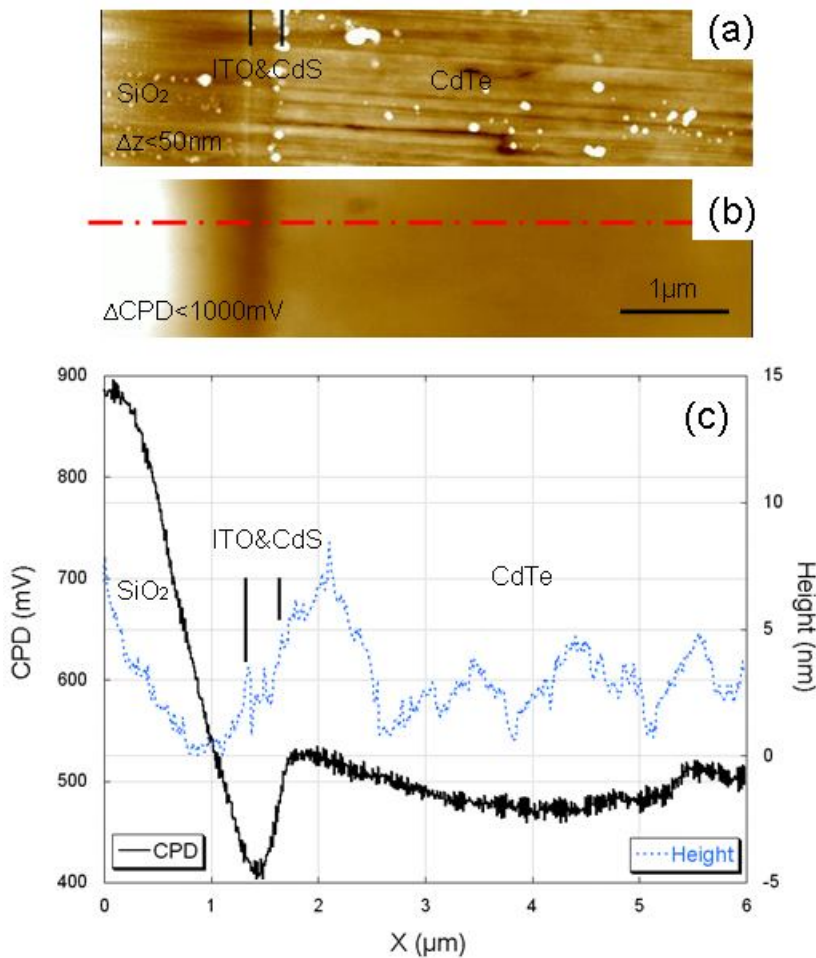 (a)
ITO&CdS
CdTe
SiO₂
Δz<50nm
(b)
ΔCPD<1000mV
1μm
900
15
(c)
800
10
ITO&CdS
700
SiO₂
CdTe
CPD (mV)
Height (nm)
5
600
0
500
CPD
Height
400
-5
0 1 2 3 4 5 6
X (μm)